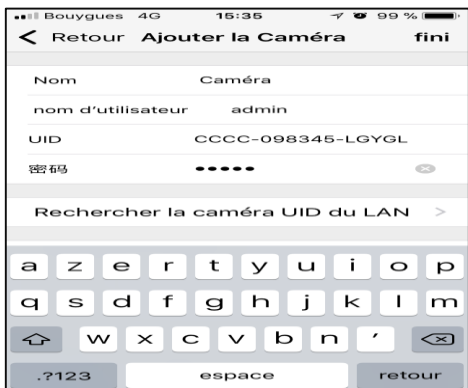 Bouygues 4G 15:35 99 %
< Retour Ajouter la Caméra fini
Nom Caméra
nom d'utilisateur admin
UID CCCC-098345-LGYGL
密码 •••••
Rechercher la caméra UID du LAN >
a z e r t y u i o p
q s d f g h j k l m
w x c v b n ′
.?123 espace retour